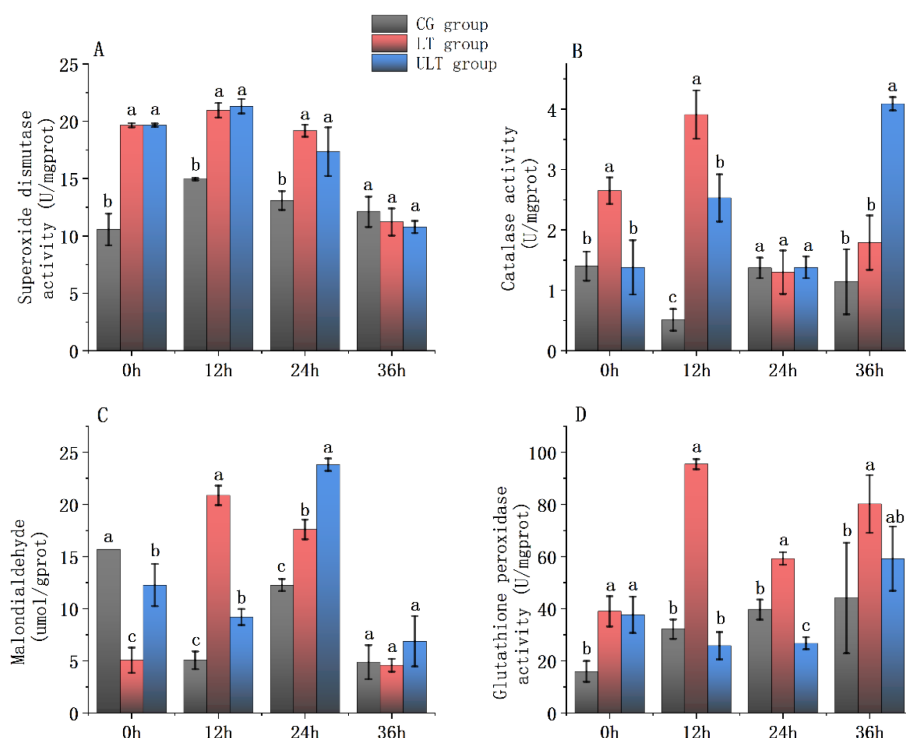 CG group
LT group
ULT group
A
Superoxide dismutase
activity (U/mgprot)
25
20
15
10
5
0
b a a
b a a
b a a
a a a
0h 12h 24h 36h
B
Catalase activity
(U/mgprot)
4
3
2
1
0
b a b
c a b
a a a
b b a
0h 12h 24h 36h
C
Malondialdehyde
(umol/gprot)
25
20
15
10
5
0
a c b
c a b
c b a
a a a
0h 12h 24h 36h
D
Glutathione peroxidase
activity (U/mgprot)
100
80
60
40
20
0
b a a
b a b
b a c
b a ab
0h 12h 24h 36h